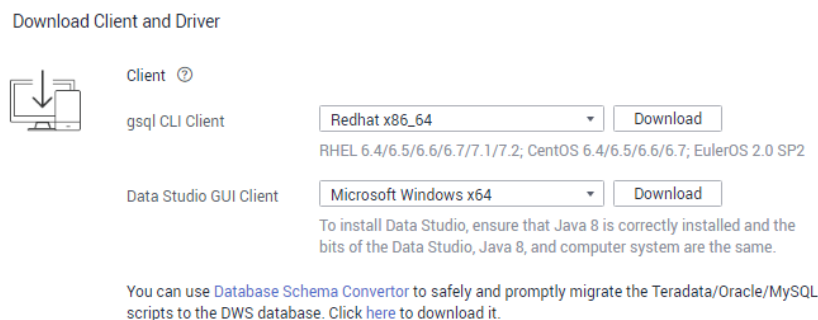 Download Client and Driver
Client
gsql CLI Client
Redhat x86_64
Download
RHEL 6.4/6.5/6.6/6.7/7.1/7.2; CentOS 6.4/6.5/6.6/6.7; EulerOS 2.0 SP2
Data Studio GUI Client
Microsoft Windows x64
Download
To install Data Studio, ensure that Java 8 is correctly installed and the
bits of the Data Studio, Java 8, and computer system are the same.
You can use Database Schema Convertor to safely and promptly migrate the Teradata/Oracle/MySQL
scripts to the DWS database. Click here to download it.